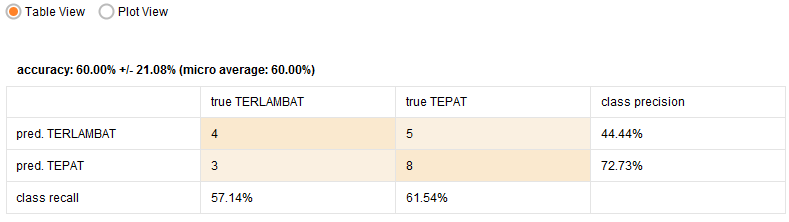 Table View Plot View
accuracy: 60.00% +/- 21.08% (micro average: 60.00%)
true TERLAMBAT true TEPAT class precision
pred. TERLAMBAT 4 5 44.44%
pred. TEPAT 3 8 72.73%
class recall 57.14% 61.54%